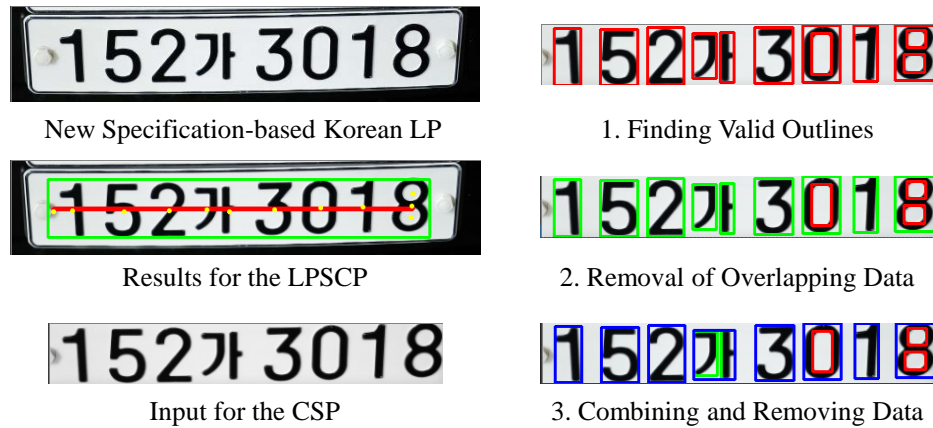 152가 3018
New Specification-based Korean LP
152가 3018
Results for the LPSCP
152가 3018
Input for the CSP
152가 3018
1. Finding Valid Outlines
152가 3018
2. Removal of Overlapping Data
152가 3018
3. Combining and Removing Data